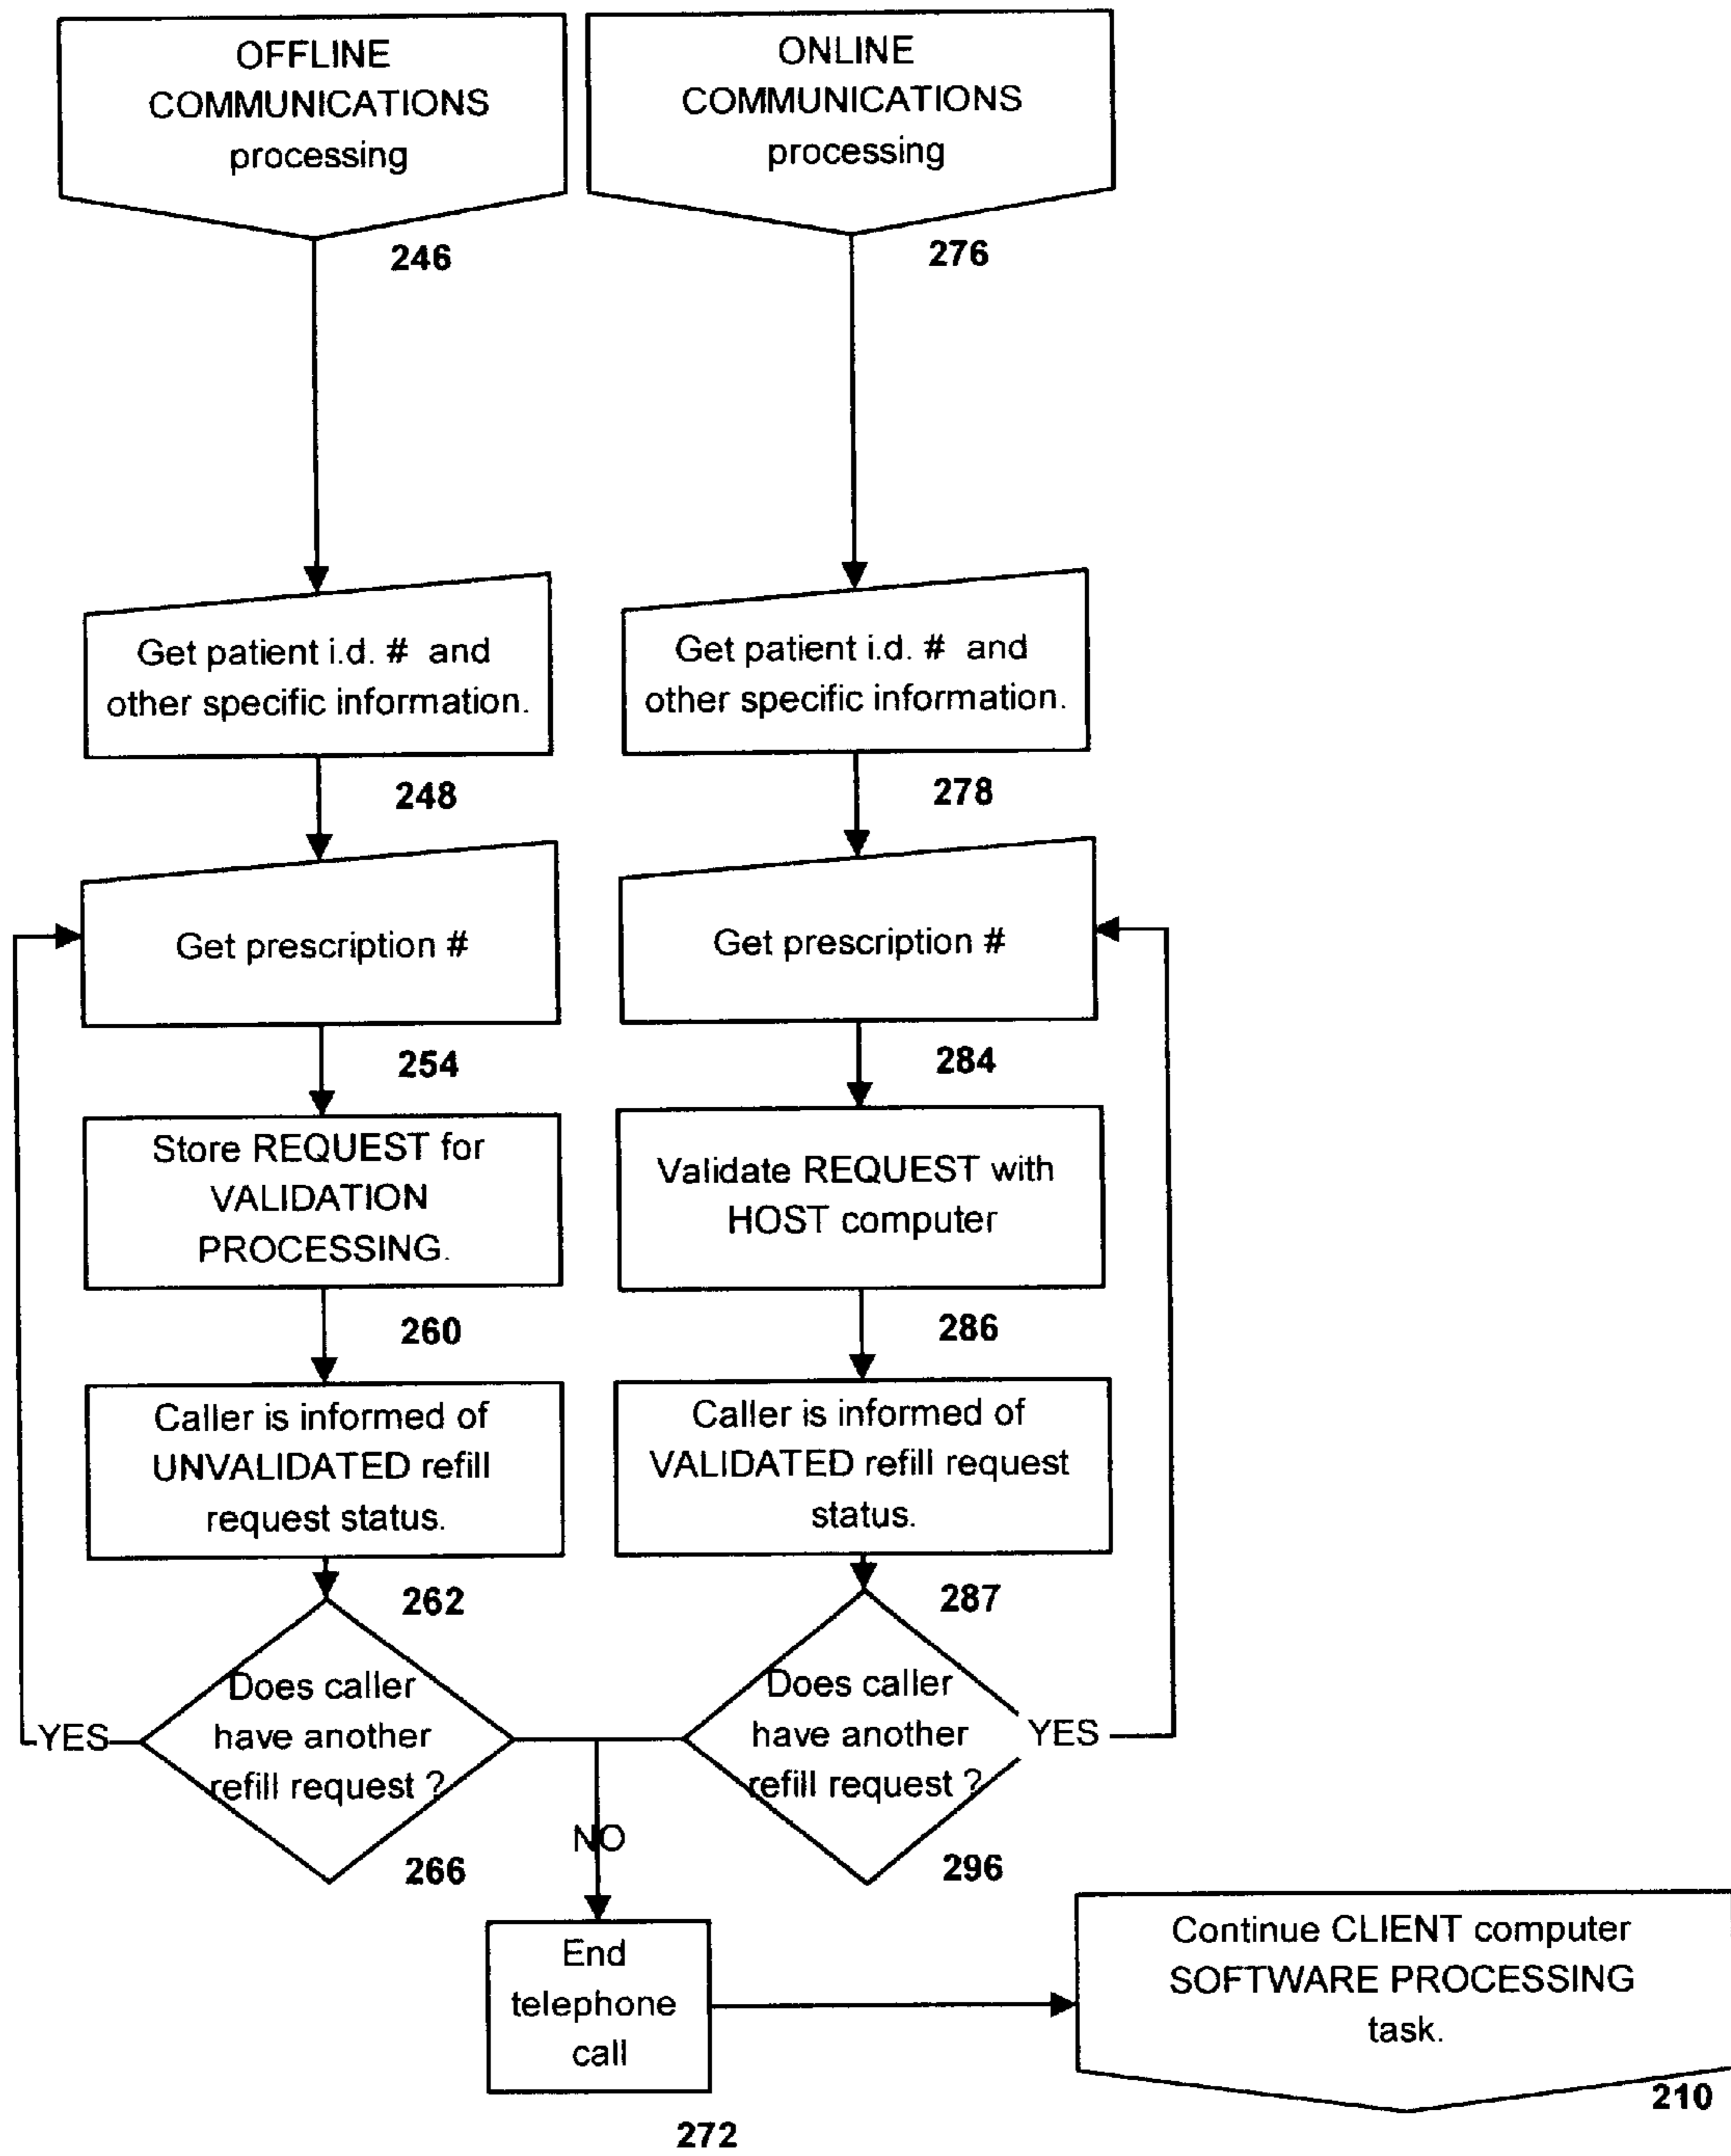 OFFLINE
COMMUNICATIONS
processing
246
ONLINE
COMMUNICATIONS
processing
276
Get patient i.d. # and
other specific information.
248
Get patient i.d. # and
other specific information.
278
Get prescription #
254
Get prescription #
284
Store REQUEST for
VALIDATION
PROCESSING.
260
Validate REQUEST with
HOST computer
286
Caller is informed of
UNVALIDATED refill
request status.
262
Caller is informed of
VALIDATED refill request
status.
287
YES
Does caller
have another
refill request ?
266
Does caller
have another
refill request ?
YES
296
NO
End
telephone
call
272
Continue CLIENT computer
SOFTWARE PROCESSING
task.
210